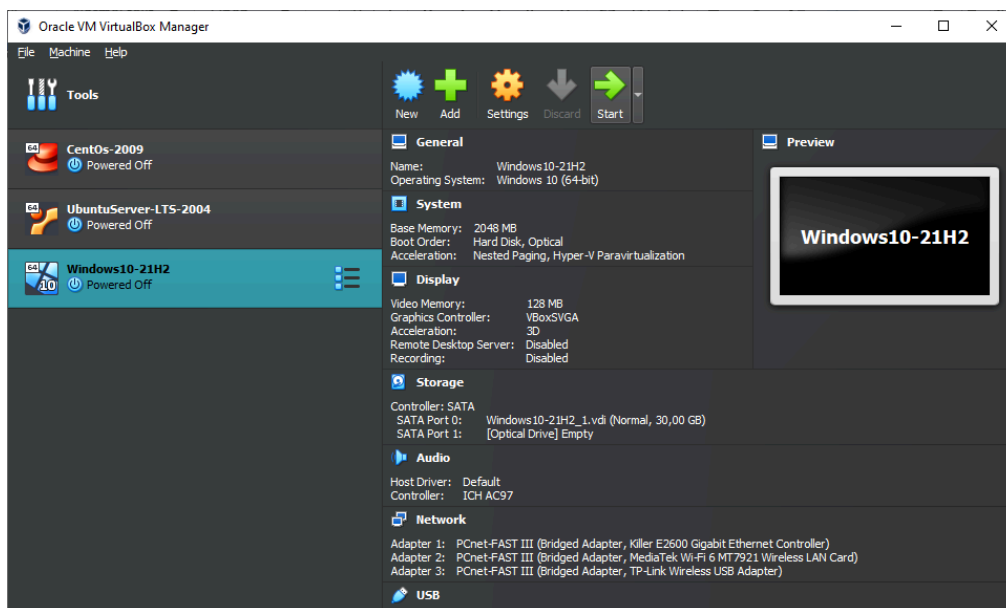 Oracle VM VirtualBox Manager
File Machine Help
Tools
New Add Settings Discard Start
64
CentOs-2009
Powered Off
64
UbuntuServer-LTS-2004
Powered Off
64
10
Windows10-21H2
Powered Off
General
Name: Windows10-21H2
Operating System: Windows 10 (64-bit)
System
Base Memory: 2048 MB
Boot Order: Hard Disk, Optical
Acceleration: Nested Paging, Hyper-V Paravirtualization
Display
Video Memory: 128 MB
Graphics Controller: VBoxSVGA
Acceleration: 3D
Remote Desktop Server: Disabled
Recording: Disabled
Storage
Controller: SATA
SATA Port 0: Windows10-21H2_1.vdi (Normal, 30,00 GB)
SATA Port 1: [Optical Drive] Empty
Audio
Host Driver: Default
Controller: ICH AC97
Network
Adapter 1: PCnet-FAST III (Bridged Adapter, Killer E2600 Gigabit Ethernet Controller)
Adapter 2: PCnet-FAST III (Bridged Adapter, MediaTek Wi-Fi 6 MT7921 Wireless LAN Card)
Adapter 3: PCnet-FAST III (Bridged Adapter, TP-Link Wireless USB Adapter)
USB
Preview
Windows10-21H2